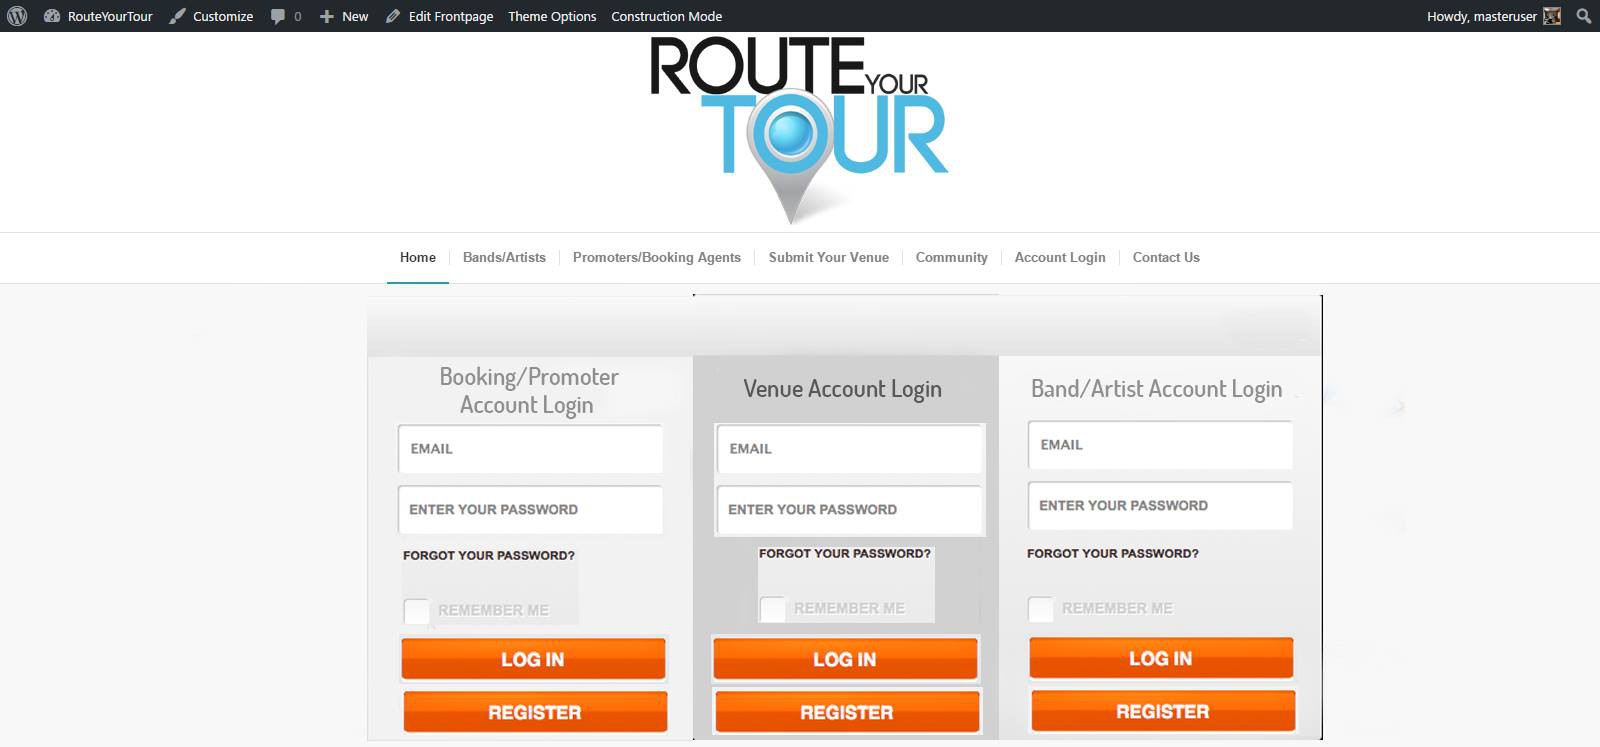 RouteYourTour Customize 0 New Edit Frontpage Theme Options Construction Mode Howdy, masteruser
ROUTE YOUR
TOUR
Home Bands/Artists Promoters/Booking Agents Submit Your Venue Community Account Login Contact Us
Booking/Promoter
Account Login
EMAIL
ENTER YOUR PASSWORD
FORGOT YOUR PASSWORD?
REMEMBER ME
LOG IN
REGISTER
Venue Account Login
EMAIL
ENTER YOUR PASSWORD
FORGOT YOUR PASSWORD?
REMEMBER ME
LOG IN
REGISTER
Band/Artist Account Login
EMAIL
ENTER YOUR PASSWORD
FORGOT YOUR PASSWORD?
REMEMBER ME
LOG IN
REGISTER